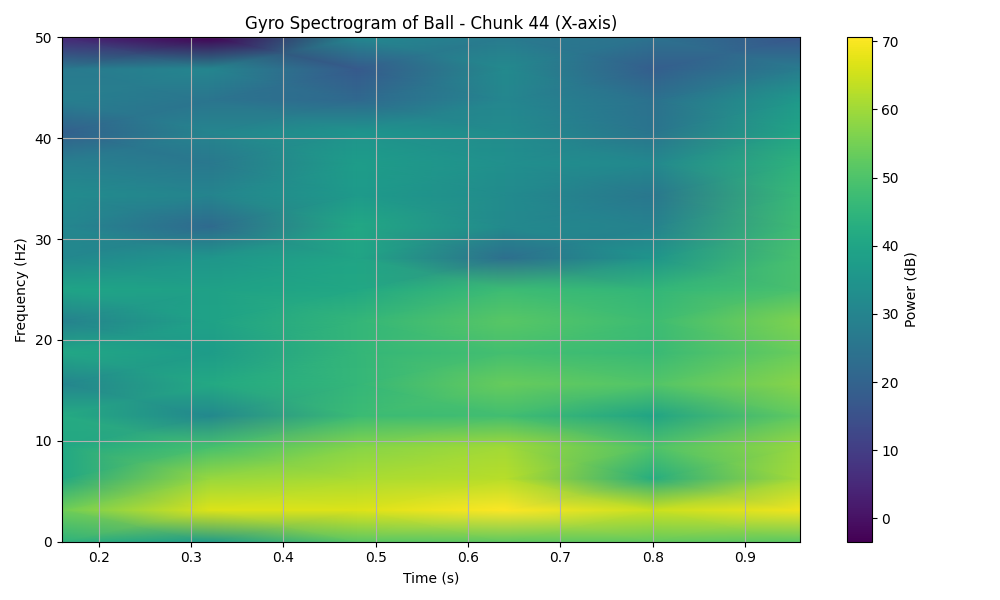 Gyro Spectrogram of Ball - Chunk 44 (X-axis)
Frequency (Hz)
50
40
30
20
10
0
0.2 0.3 0.4 0.5 0.6 0.7 0.8 0.9
Time (s)
70
60
50
40
30
20
10
0
Power (dB)